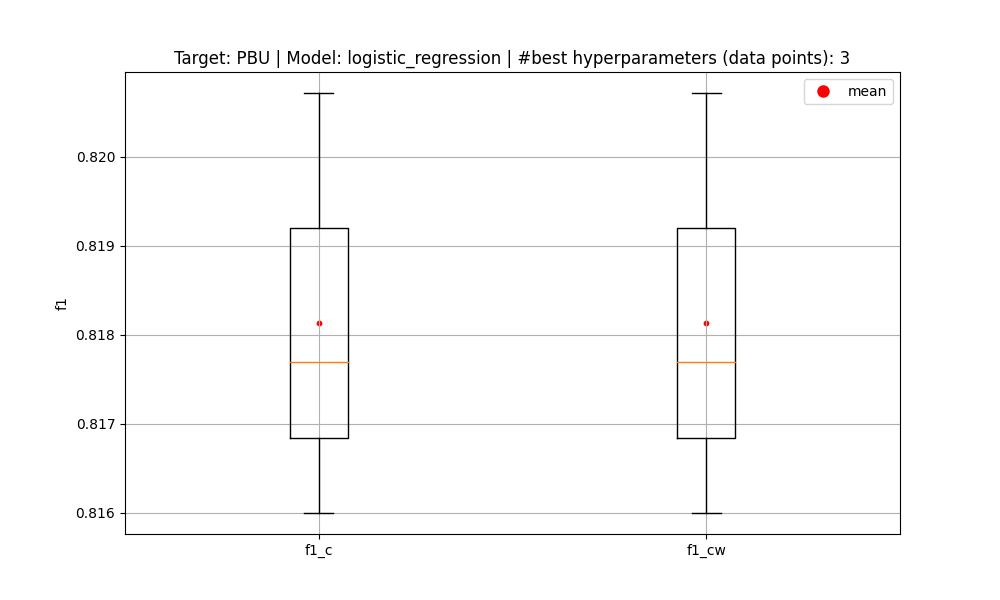 Target: PBU | Model: logistic_regression | #best hyperparameters (data points): 3
mean
0.820
0.819
0.818
0.817
0.816
f1
f1_c
f1_cw